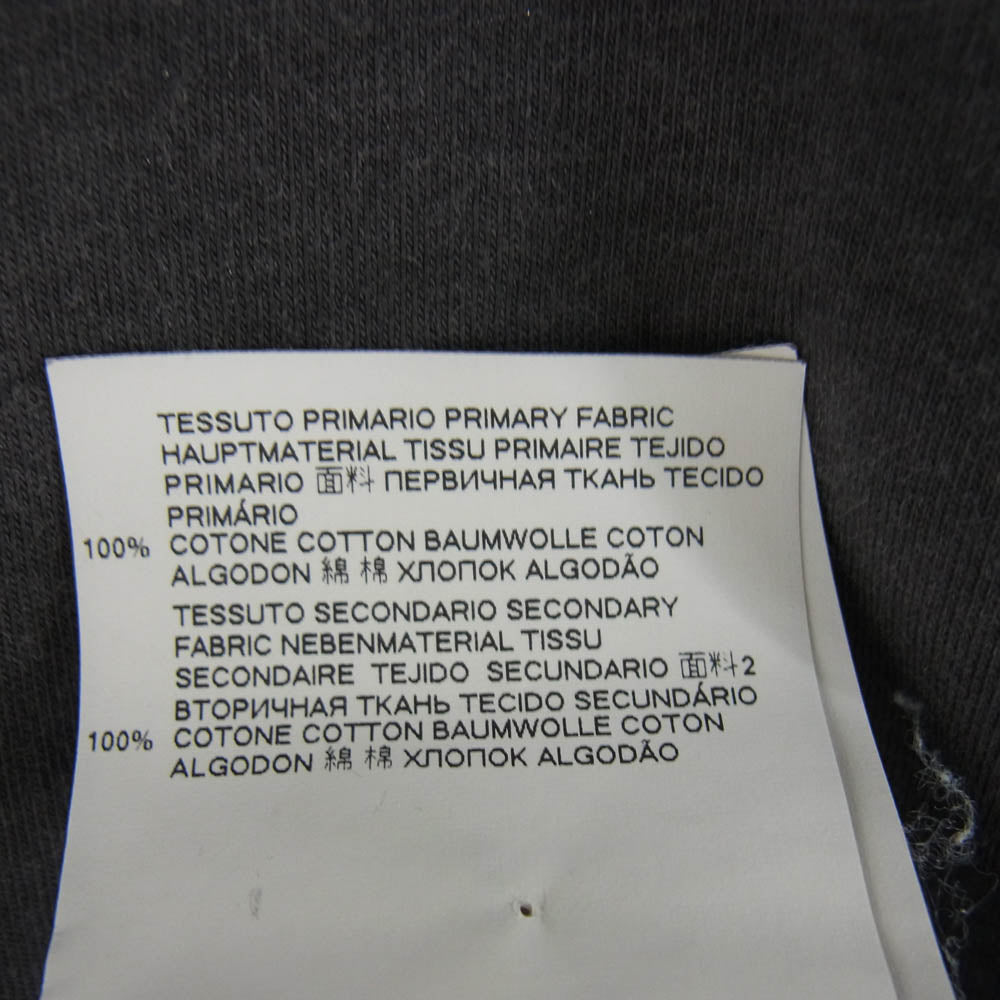 TESSUTO PRIMARIO PRIMARY FABRIC
HAUPTMATERIAL TISSU PRIMAIRE TEJIDO
PRIMARIO 面料 ПЕРВИЧНАЯ ТКАНЬ TECIDO
PRIMÁRIO
100% COTONE COTTON BAUMWOLLE COTON
ALGODON 綿 棉 ХЛОПОК ALGODÃO
TESSUTO SECONDARIO SECONDARY
FABRIC NEBENMATERIAL TISSU
SECONDAIRE TEJIDO SECUNDARIO 面料2
ВТОРИЧНАЯ ТКАНЬ TECIDO SECUNDÁRIO
100% COTONE COTTON BAUMWOLLE COTON
ALGODON 綿 棉 ХЛОПОК ALGODÃO